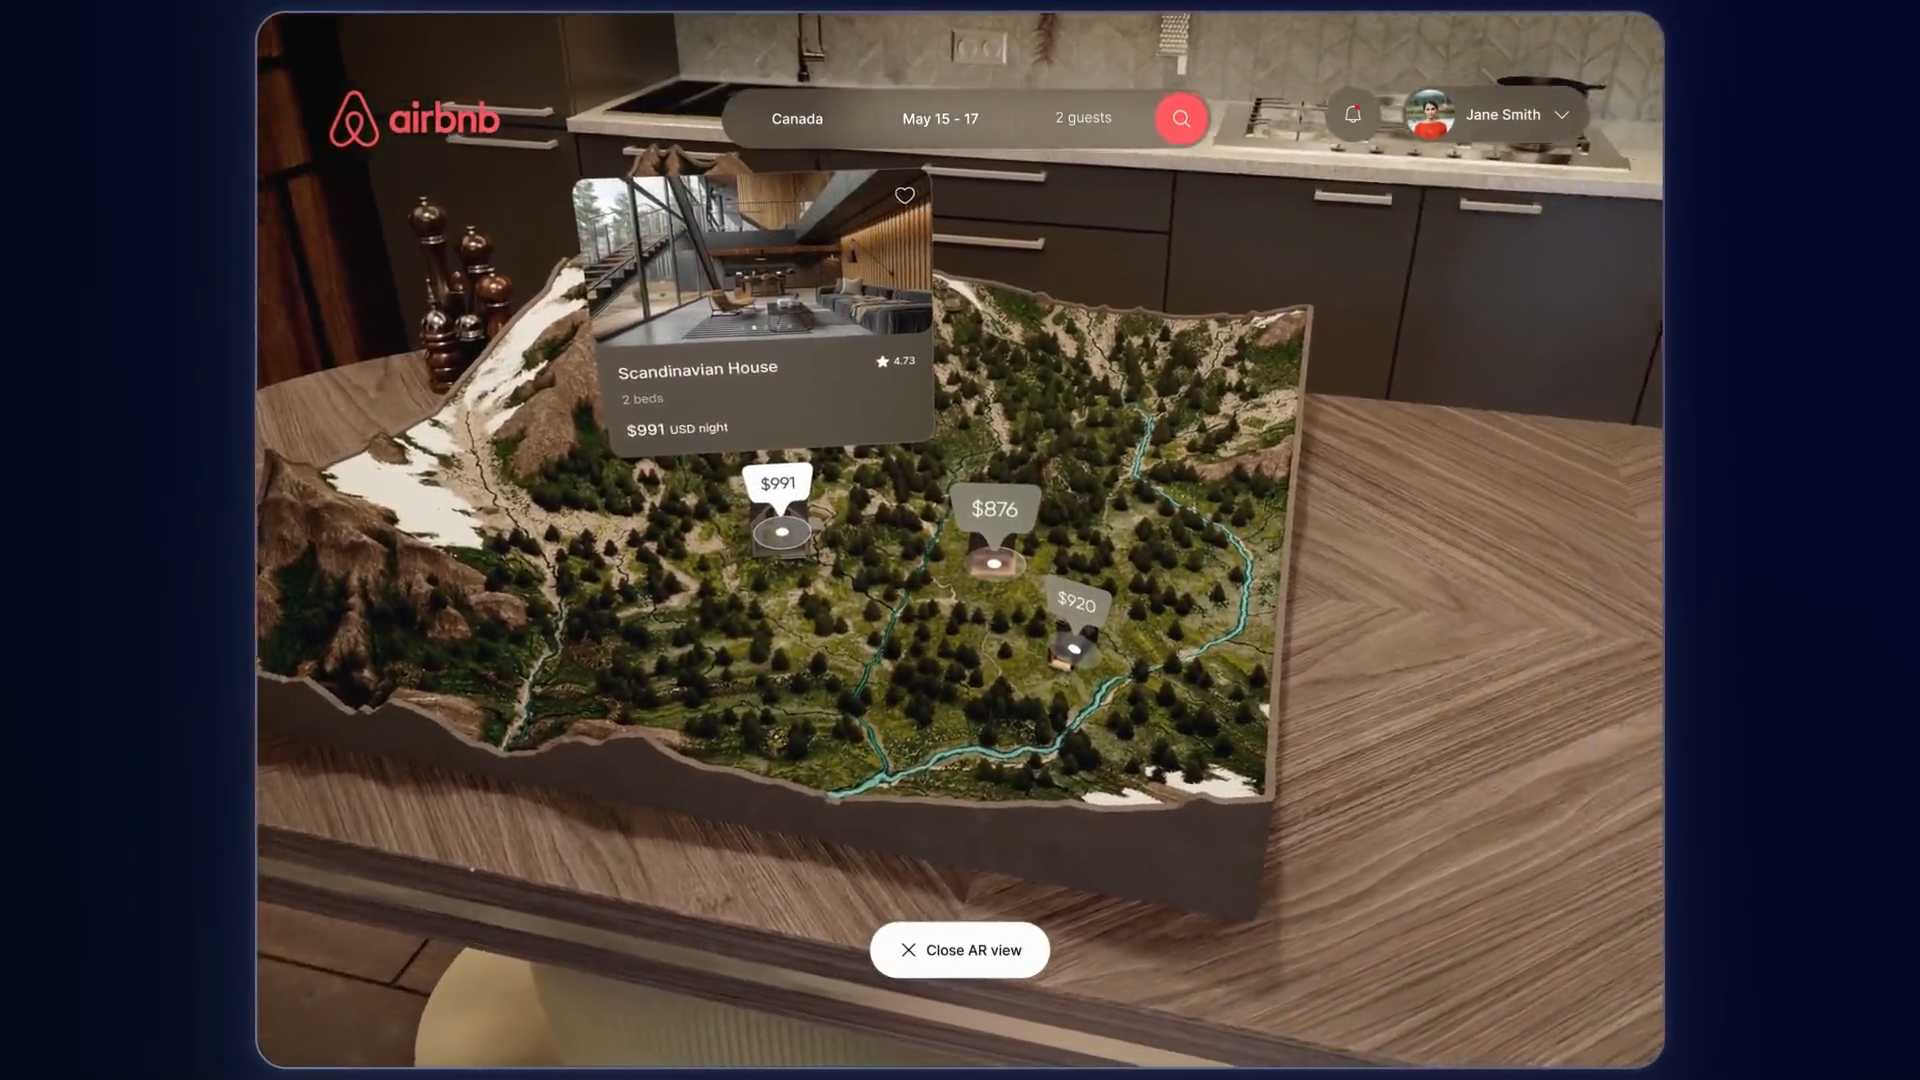 airbnb
Canada
May 15 - 17
2 guests
Jane Smith
Scandinavian House
4.73
2 beds
$991 USD night
$991
$876
$920
Close AR view